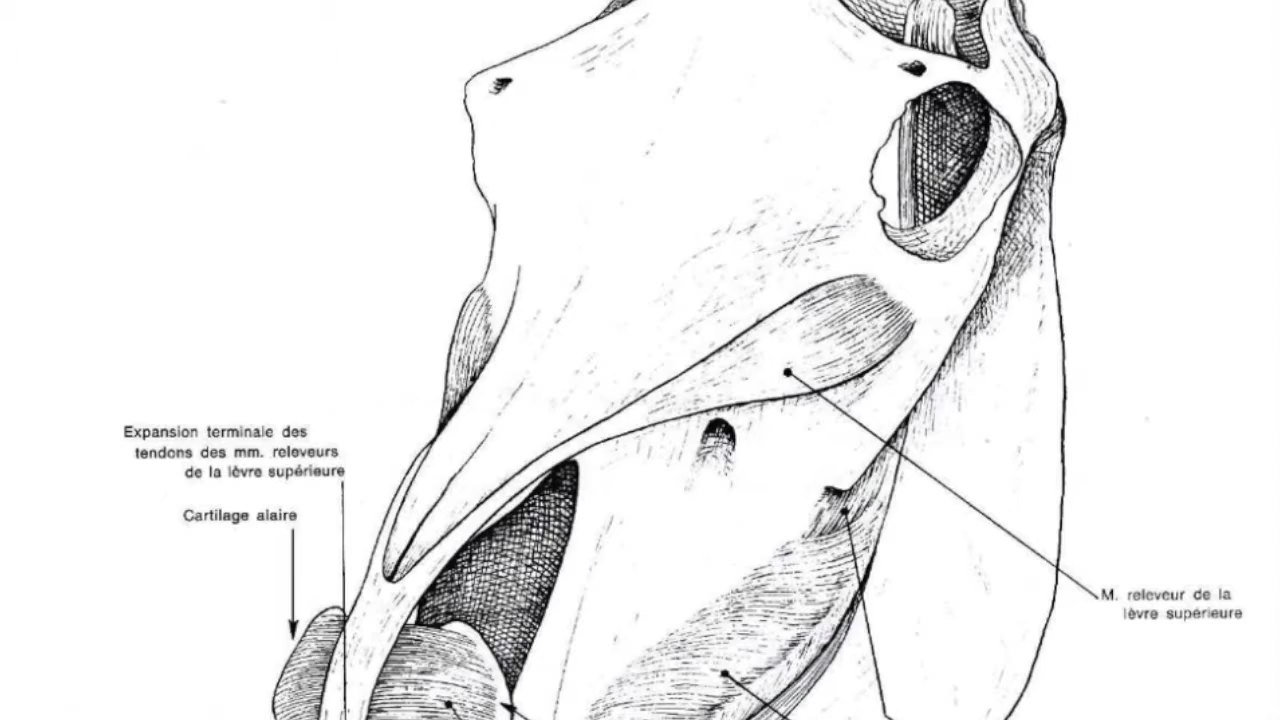 Expansion terminale des
tendons des mm. releveurs
de la lèvre supérieure
Cartilage alaire
M. releveur de la
lèvre supérieure